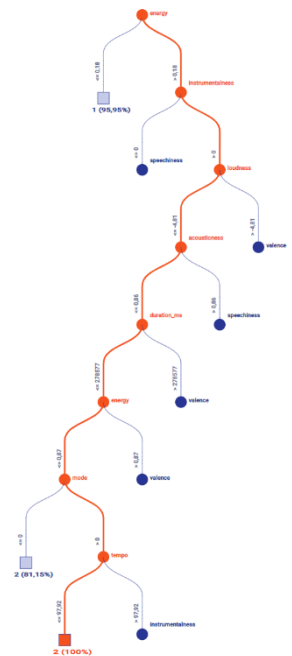 energy
<= 0,18
> 0,18
1 (95,95%)
instrumentalness
<= 0
> 0
speechiness
loudness
<= -4,81
> -4,81
acousticness
valence
<= 0,86
> 0,86
duration_ms
speechiness
<= 278577
> 278577
energy
valence
<= 0,87
> 0,87
mode
valence
<= 0
> 0
2 (81,15%)
tempo
<= 97,92
> 97,92
2 (100%)
instrumentalness